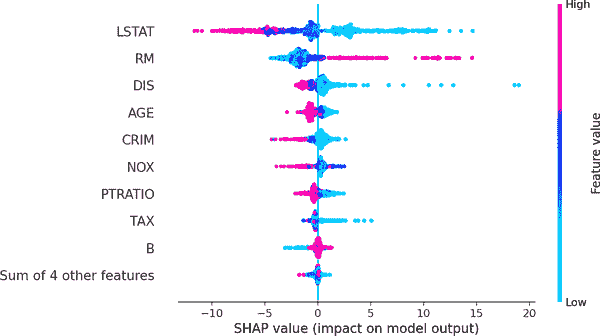 High
LSTAT
RM
DIS
AGE
CRIM
NOX
PTRATIO
TAX
B
Sum of 4 other features
Feature value
Low
−10 −5 0 5 10 15 20
SHAP value (impact on model output)